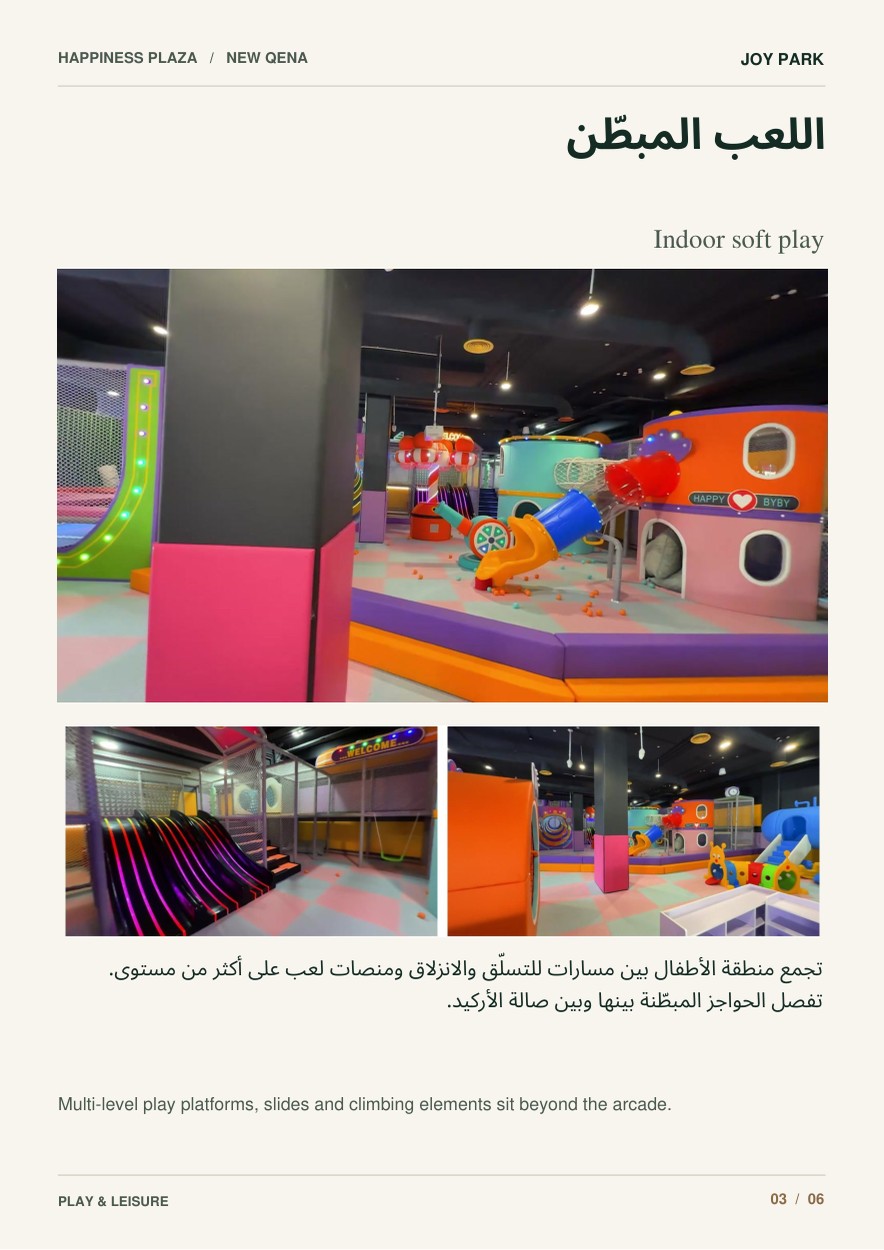 HAPPINESS PLAZA / NEW QENA
JOY PARK
اللعب المبطّن
Indoor soft play
HAPPY BYBY
...WELCOME...
تجمع منطقة الأطفال بين مسارات للتسلّق والانزلاق ومنصات لعب على أكثر من مستوى.
تفصل الحواجز المبطّنة بينها وبين صالة الأركيد.
Multi-level play platforms, slides and climbing elements sit beyond the arcade.
PLAY & LEISURE
03 / 06